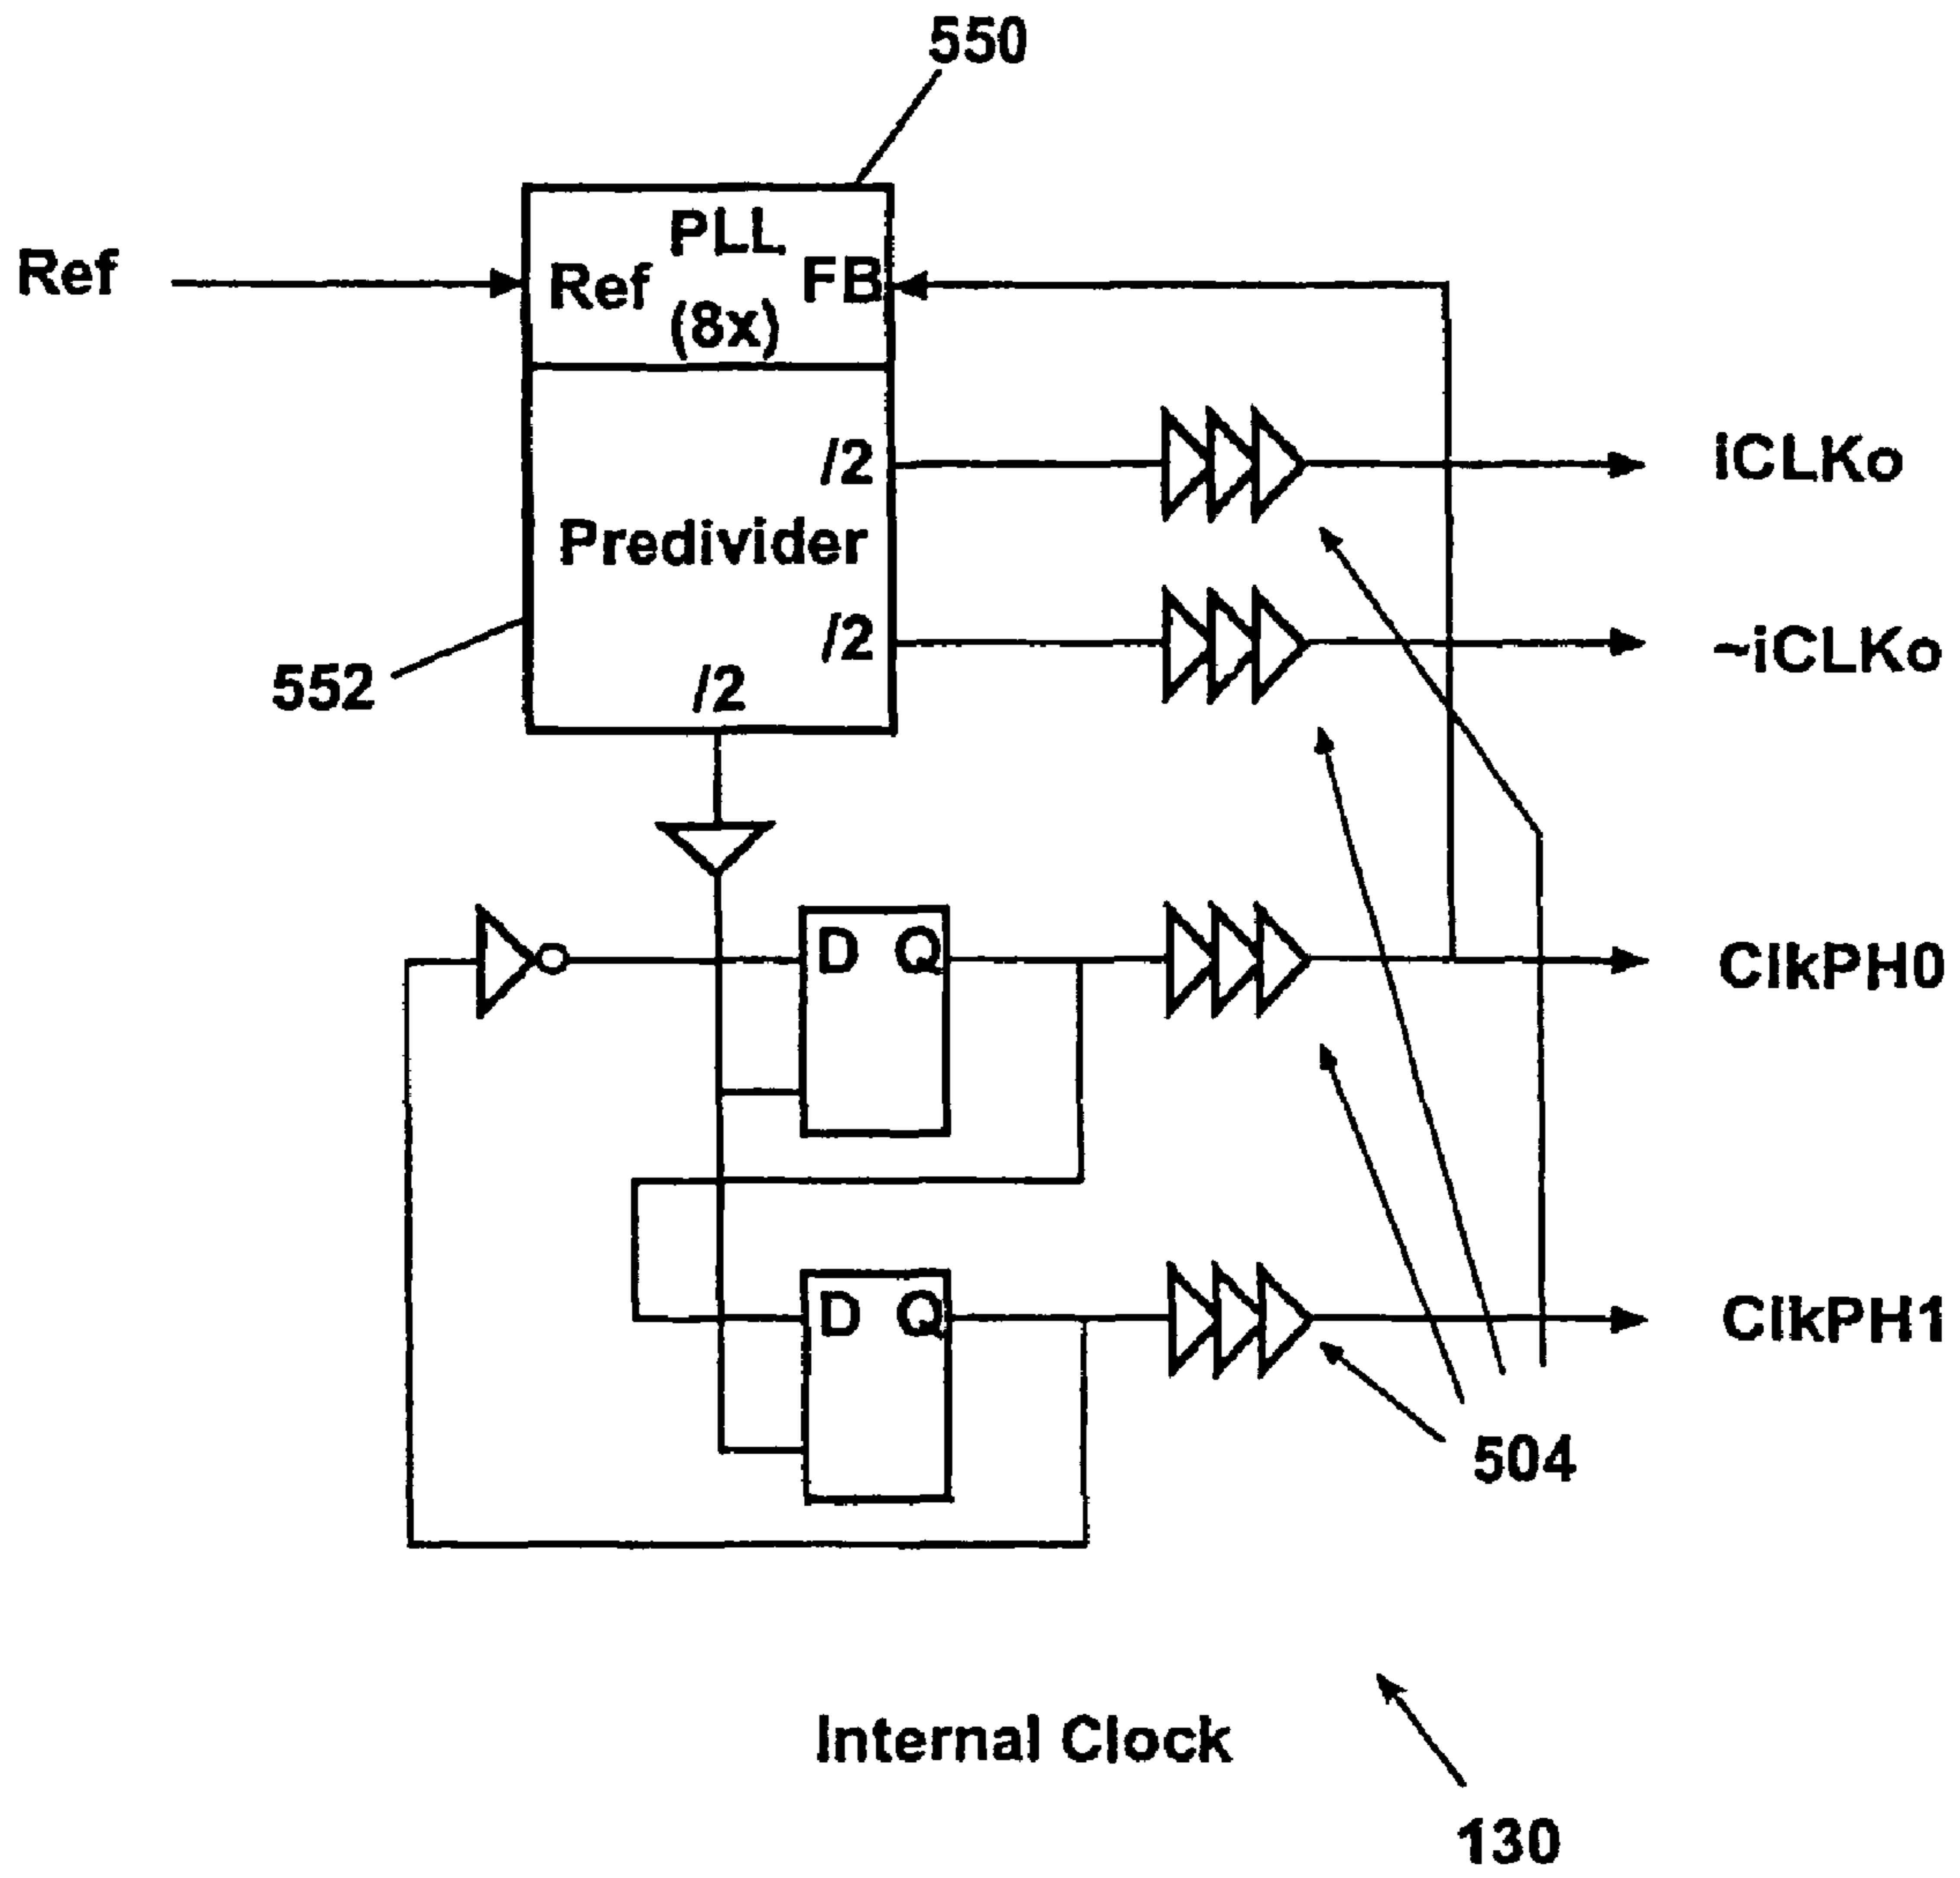 550
PLL
Ref
Ref
FB
(8x)
/2
iCLKo
Predivider
/2
~iCLKo
552
/2
D Q
ClkPH0
D Q
ClkPH1
504
Internal Clock
130